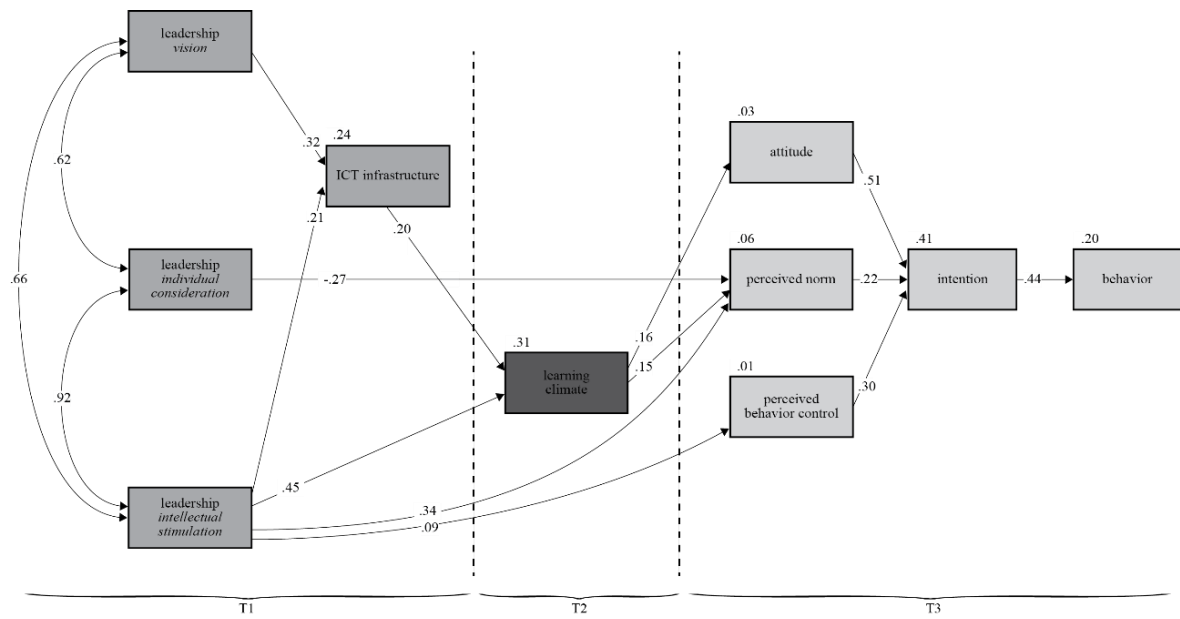 leadership
vision
.03
.24
.32
attitude
.62
ICT infrastructure
.51
.21
.20
.06
.41
.20
leadership
individual
consideration
.66
-.27
perceived norm
.22
intention
.44
behavior
.31
.16
.15
learning
climate
.01
.30
perceived
behavior control
.92
.45
leadership
intellectual
stimulation
.34
.09
T1
T2
T3